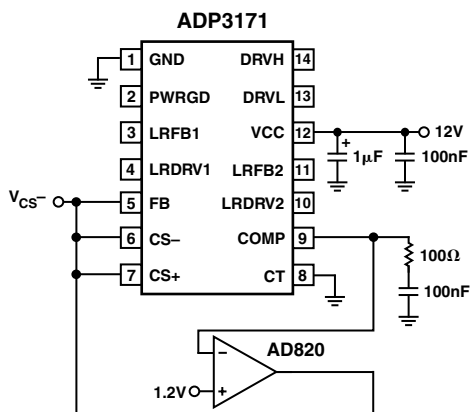 ADP3171
1 GND DRVH 14
2 PWRGD DRVL 13
3 LRFB1 VCC 12
12V
+
1µF
100nF
4 LRDRV1 LRFB2 11
VCS–
5 FB LRDRV2 10
6 CS– COMP 9
7 CS+ CT 8
100Ω
100nF
AD820
–
1.2V
+